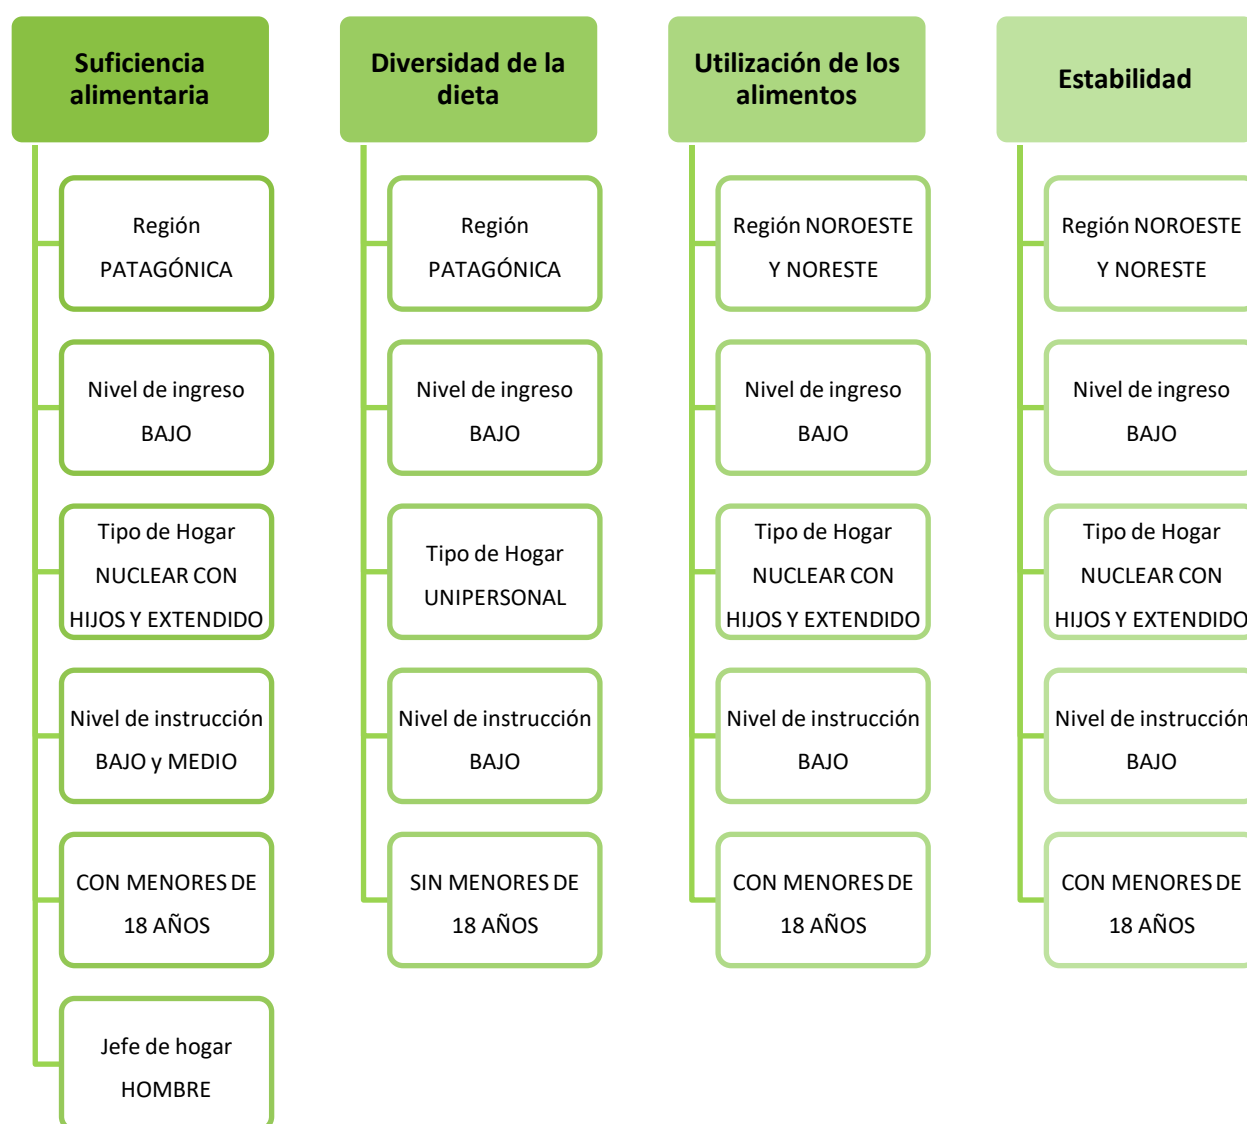 Suficiencia
alimentaria
Región
PATAGÓNICA
Nivel de ingreso
BAJO
Tipo de Hogar
NUCLEAR CON
HIJOS Y EXTENDIDO
Nivel de instrucción
BAJO y MEDIO
CON MENORES DE
18 AÑOS
Jefe de hogar
HOMBRE
Diversidad de la
dieta
Región
PATAGÓNICA
Nivel de ingreso
BAJO
Tipo de Hogar
UNIPERSONAL
Nivel de instrucción
BAJO
SIN MENORES DE
18 AÑOS
Utilización de los
alimentos
Región NOROESTE
Y NORESTE
Nivel de ingreso
BAJO
Tipo de Hogar
NUCLEAR CON
HIJOS Y EXTENDIDO
Nivel de instrucción
BAJO
CON MENORES DE
18 AÑOS
Estabilidad
Región NOROESTE
Y NORESTE
Nivel de ingreso
BAJO
Tipo de Hogar
NUCLEAR CON
HIJOS Y EXTENDIDO
Nivel de instrucción
BAJO
CON MENORES DE
18 AÑOS